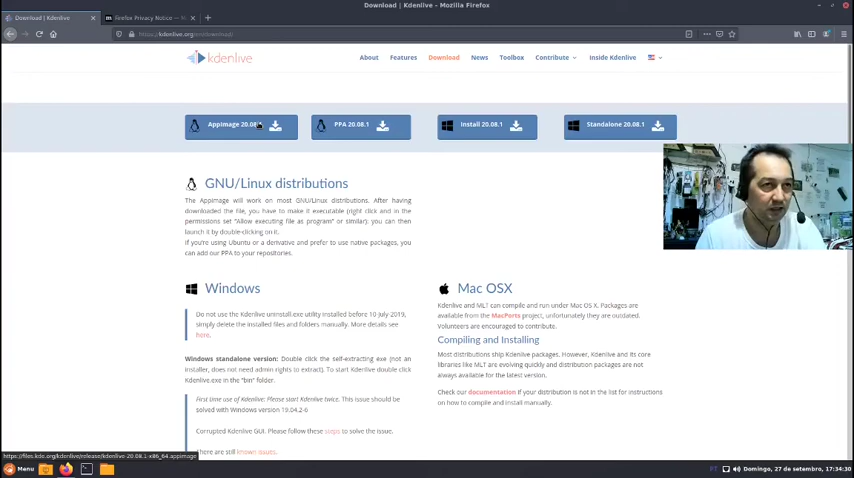 Download | Kdenlive - Mozilla Firefox
Download | Kdenlive
Firefox Privacy Notice — M
https://kdenlive.org/en/download/
kdenlive
About
Features
Download
News
Toolbox
Contribute
Inside Kdenlive
AppImage 20.08
PPA 20.08.1
Install 20.08.1
Standalone 20.08.1
GNU/Linux distributions
The AppImage will work on most GNU/Linux distributions. After having
downloaded the file, you have to make it executable (right click and in the
permissions set "Allow executing file as program" or similar); you can then
launch it by double-clicking on it.
If you're using Ubuntu or a derivative and prefer to use native packages, you
can add our PPA to your repositories.
Windows
Do not use the Kdenlive uninstall.exe utility installed before 10-July-2019,
simply delete the installed files and folders manually. More details see
here.
Windows standalone version: Double click the self-extracting exe (not an
installer, does not need admin rights to extract). To start Kdenlive double click
Kdenlive.exe in the "bin" folder.
First time use of Kdenlive: Please start Kdenlive twice. This issue should be
solved with Windows version 19.04.2-6
Corrupted Kdenlive GUI: Please follow these steps to solve the issue.
There are still known issues.
Mac OSX
Kdenlive and MLT can compile and run under Mac OS X. Packages are
available from the MacPorts project, unfortunately they are outdated.
Volunteers are encouraged to contribute.
Compiling and Installing
Most distributions ship Kdenlive packages. However, Kdenlive and its core
libraries like MLT are evolving quickly and distribution packages are not
always available for the latest version.
Check our documentation if your distribution is not in the list for instructions
on how to compile and install manually.
https://files.kde.org/kdenlive/release/kdenlive-20.08.1-x86_64.appimage
Menu
PT
Domingo, 27 de setembro, 17:34:30